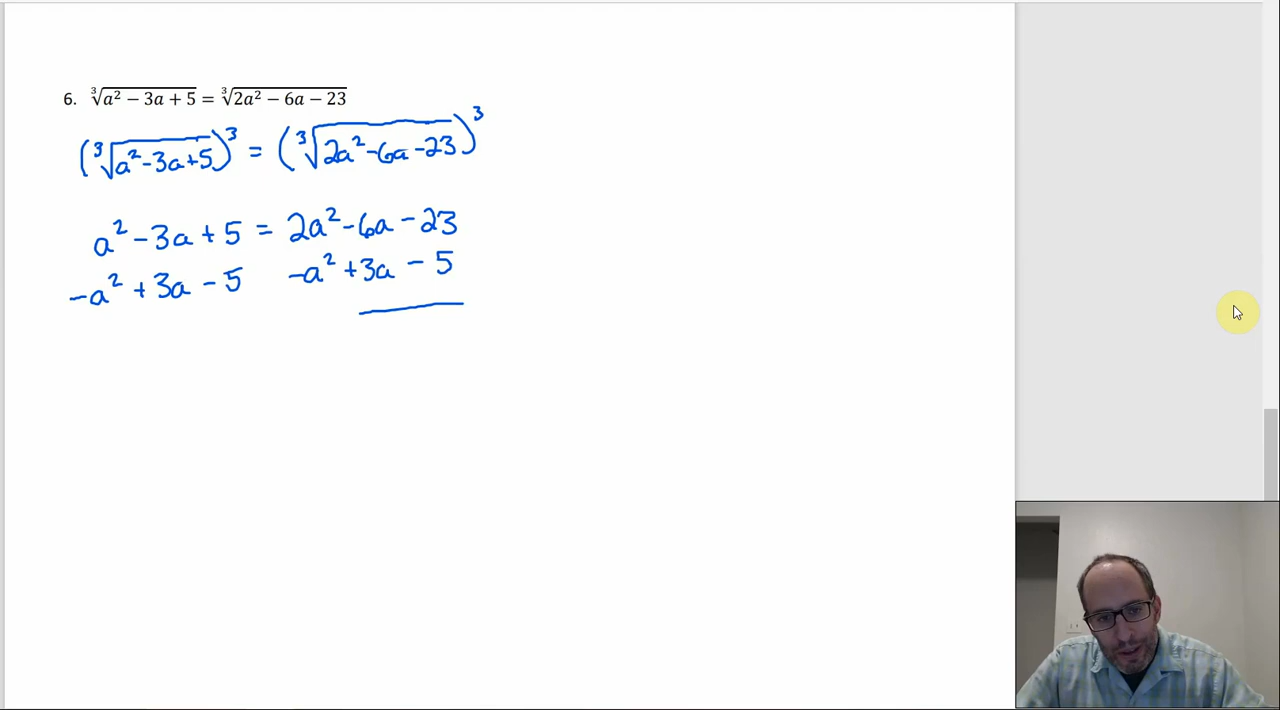 6. ∛(a² − 3a + 5) = ∛(2a² − 6a − 23)
(∛(a²-3a+5))³ = (∛(2a²-6a-23))³
a² - 3a + 5 = 2a² - 6a - 23
-a² + 3a - 5 -a² + 3a - 5